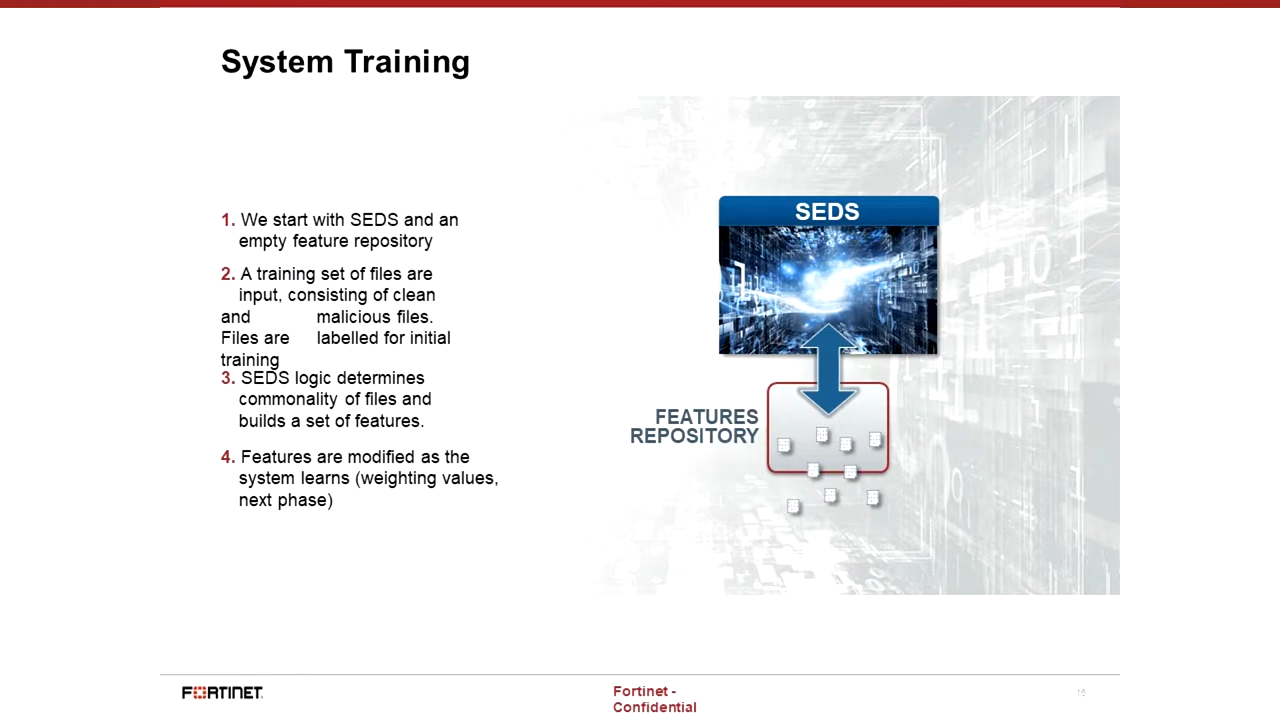 System Training
1. We start with SEDS and an
empty feature repository
2. A training set of files are
input, consisting of clean
and malicious files.
Files are labelled for initial
training
3. SEDS logic determines
commonality of files and
builds a set of features.
4. Features are modified as the
system learns (weighting values,
next phase)
SEDS
FEATURES
REPOSITORY
FORTINET
Fortinet -
Confidential
16